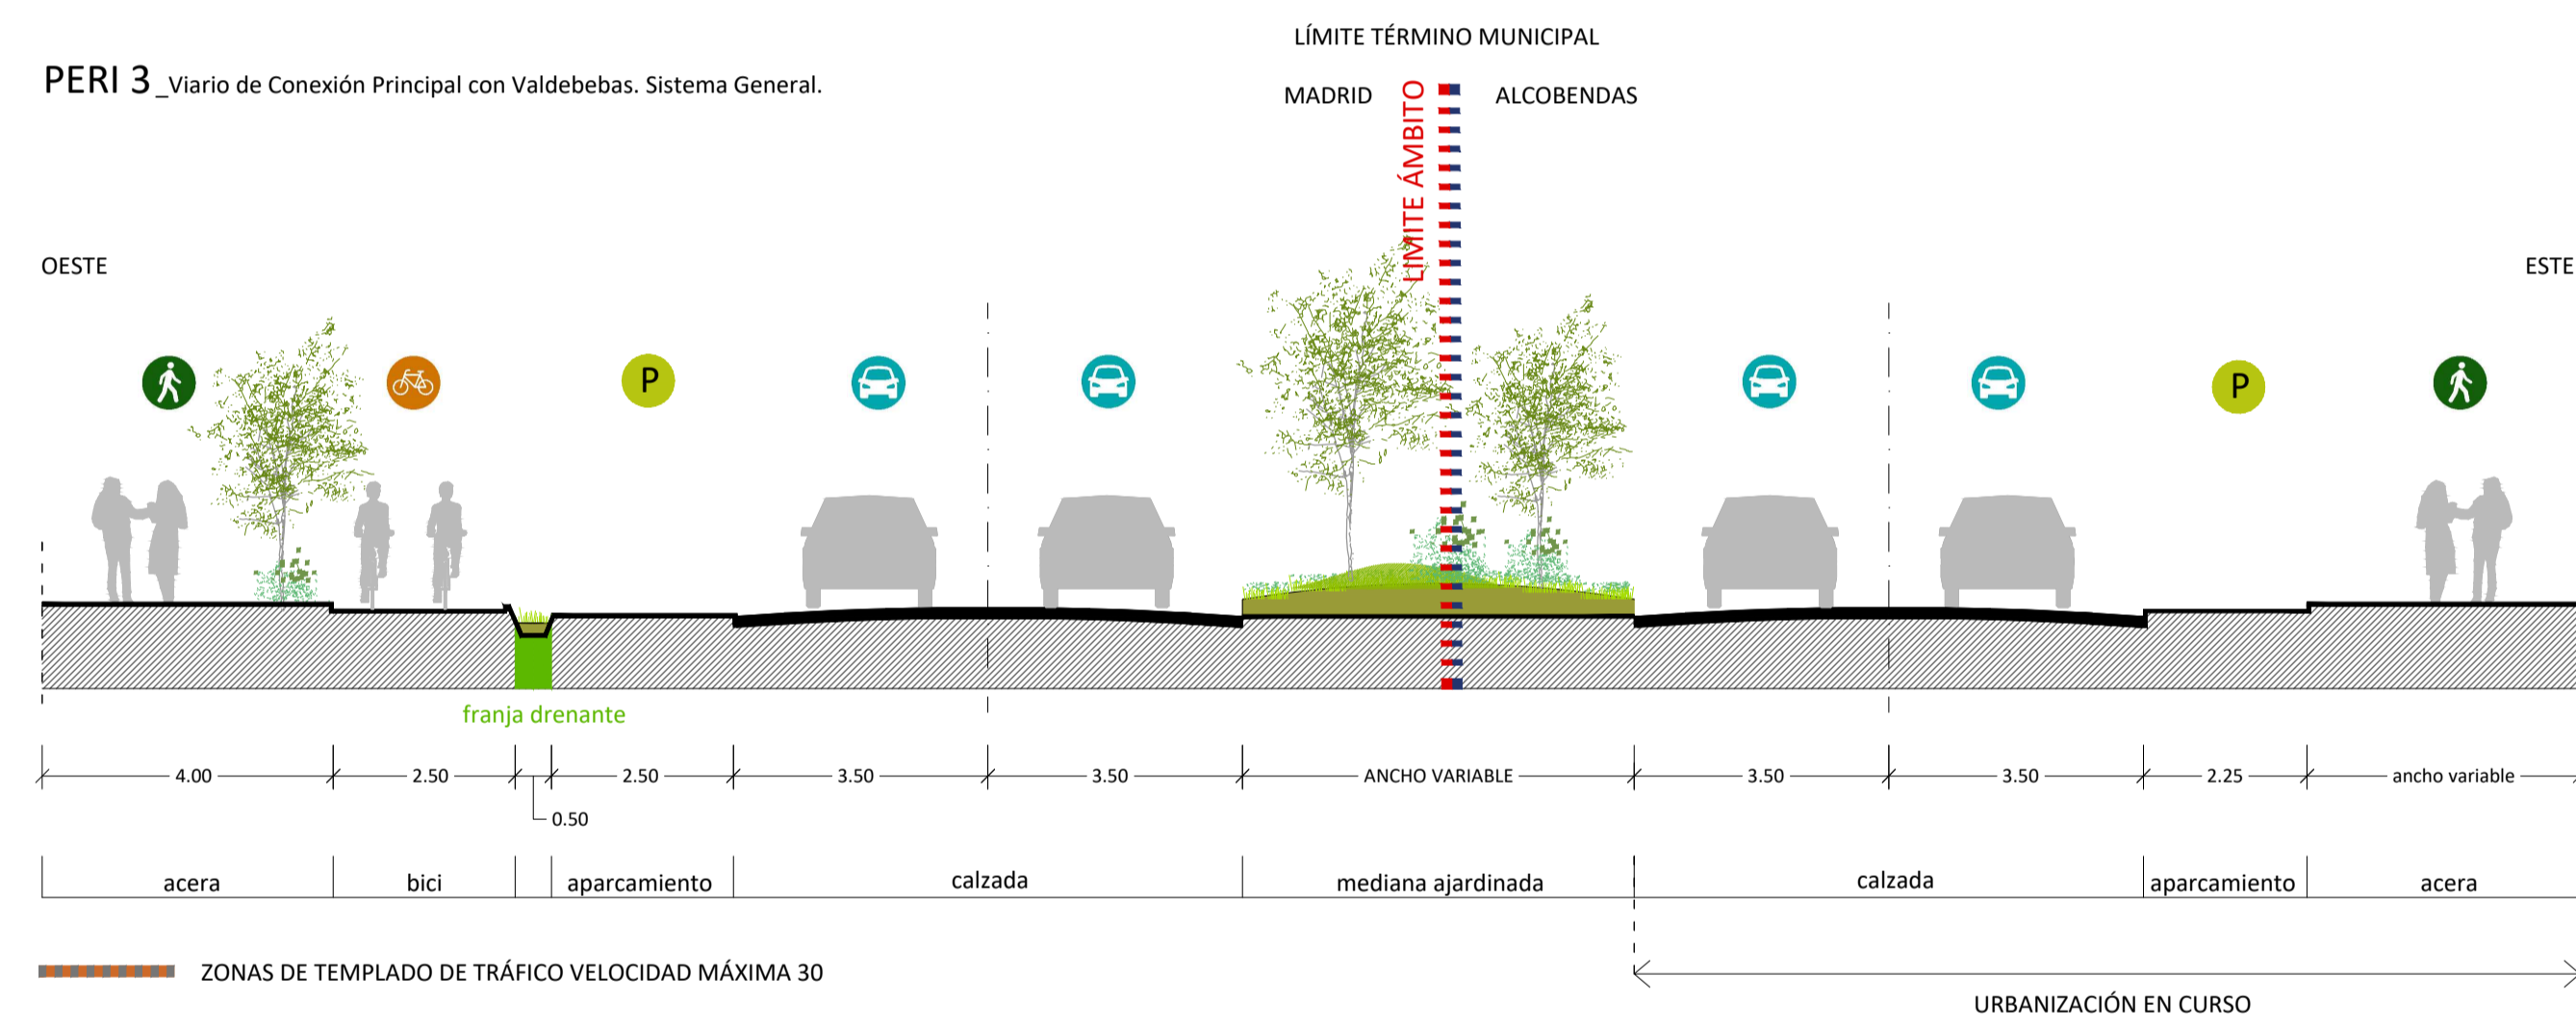 LÍMITE TÉRMINO MUNICIPAL
PERI 3_Viario de Conexión Principal con Valdebebas. Sistema General.
MADRID
ALCOBENDAS
LIMITE ÁMBITO
OESTE
ESTE
P
P
franja drenante
4.00
2.50
2.50
3.50
3.50
ANCHO VARIABLE
3.50
3.50
2.25
ancho variable
0.50
acera
bici
aparcamiento
calzada
mediana ajardinada
calzada
aparcamiento
acera
ZONAS DE TEMPLADO DE TRÁFICO VELOCIDAD MÁXIMA 30
URBANIZACIÓN EN CURSO